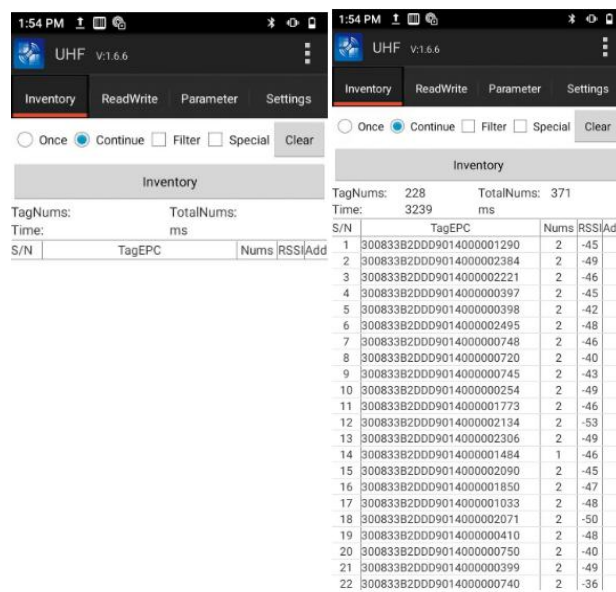 1:54 PM
UHF V:1.6.6
Inventory ReadWrite Parameter Settings
Once Continue Filter Special Clear
Inventory
TagNums: TotalNums:
Time: ms
S/N TagEPC Nums RSSI Add
1:54 PM
UHF V:1.6.6
Inventory ReadWrite Parameter Settings
Once Continue Filter Special Clear
Inventory
TagNums: 228 TotalNums: 371
Time: 3239 ms
S/N TagEPC Nums RSSI Ad
1 300833B2DDD9014000001290 2 -45
2 300833B2DDD9014000002384 2 -49
3 300833B2DDD9014000002221 2 -46
4 300833B2DDD9014000000397 2 -45
5 300833B2DDD9014000000398 2 -42
6 300833B2DDD9014000002495 2 -48
7 300833B2DDD9014000000748 2 -46
8 300833B2DDD9014000000720 2 -40
9 300833B2DDD9014000000745 2 -43
10 300833B2DDD9014000000254 2 -49
11 300833B2DDD9014000001773 2 -46
12 300833B2DDD9014000002134 2 -53
13 300833B2DDD9014000002306 2 -49
14 300833B2DDD9014000001484 1 -46
15 300833B2DDD9014000002090 2 -45
16 300833B2DDD9014000001850 2 -47
17 300833B2DDD9014000001033 2 -48
18 300833B2DDD9014000002071 2 -50
19 300833B2DDD9014000000410 2 -48
20 300833B2DDD9014000000750 2 -40
21 300833B2DDD9014000000399 2 -49
22 300833B2DDD9014000000740 2 -36